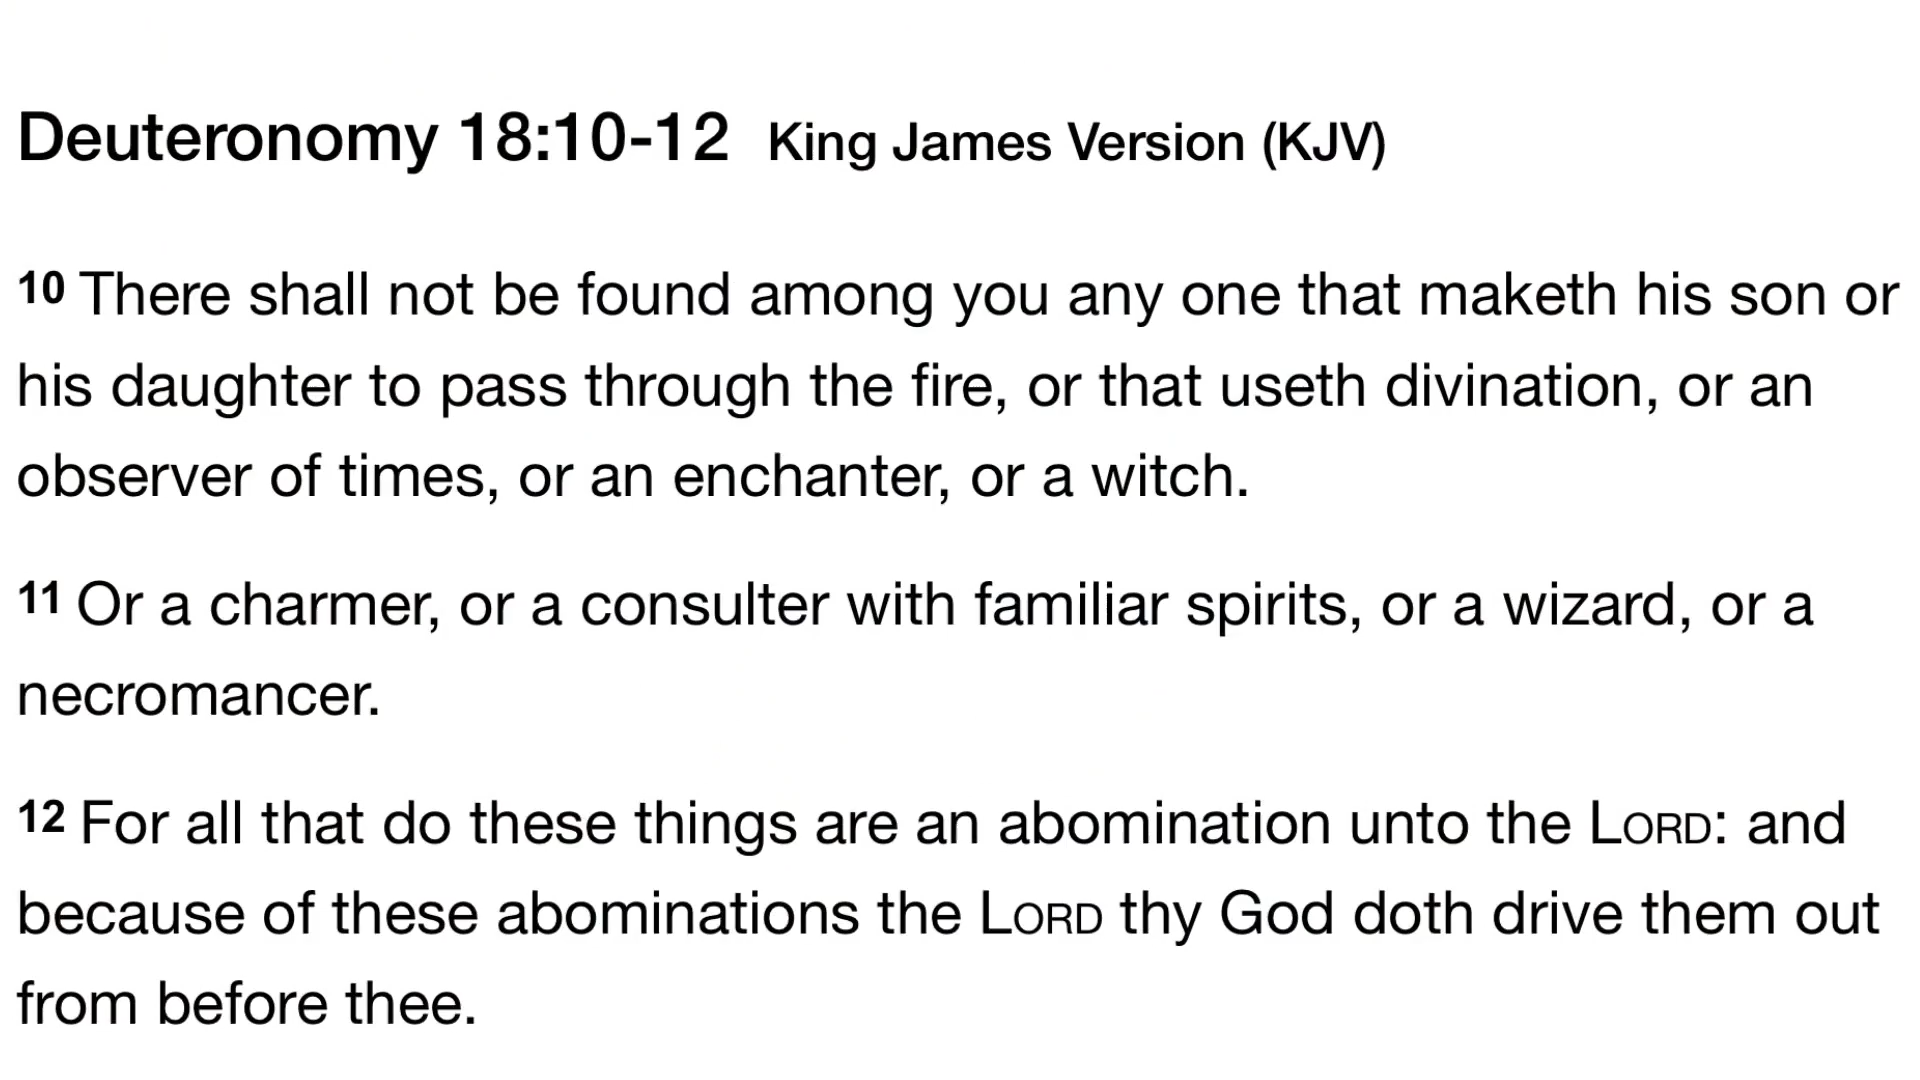 Deuteronomy 18:10-12 King James Version (KJV)
10 There shall not be found among you any one that maketh his son or
his daughter to pass through the fire, or that useth divination, or an
observer of times, or an enchanter, or a witch.
11 Or a charmer, or a consulter with familiar spirits, or a wizard, or a
necromancer.
12 For all that do these things are an abomination unto the LORD: and
because of these abominations the LORD thy God doth drive them out
from before thee.